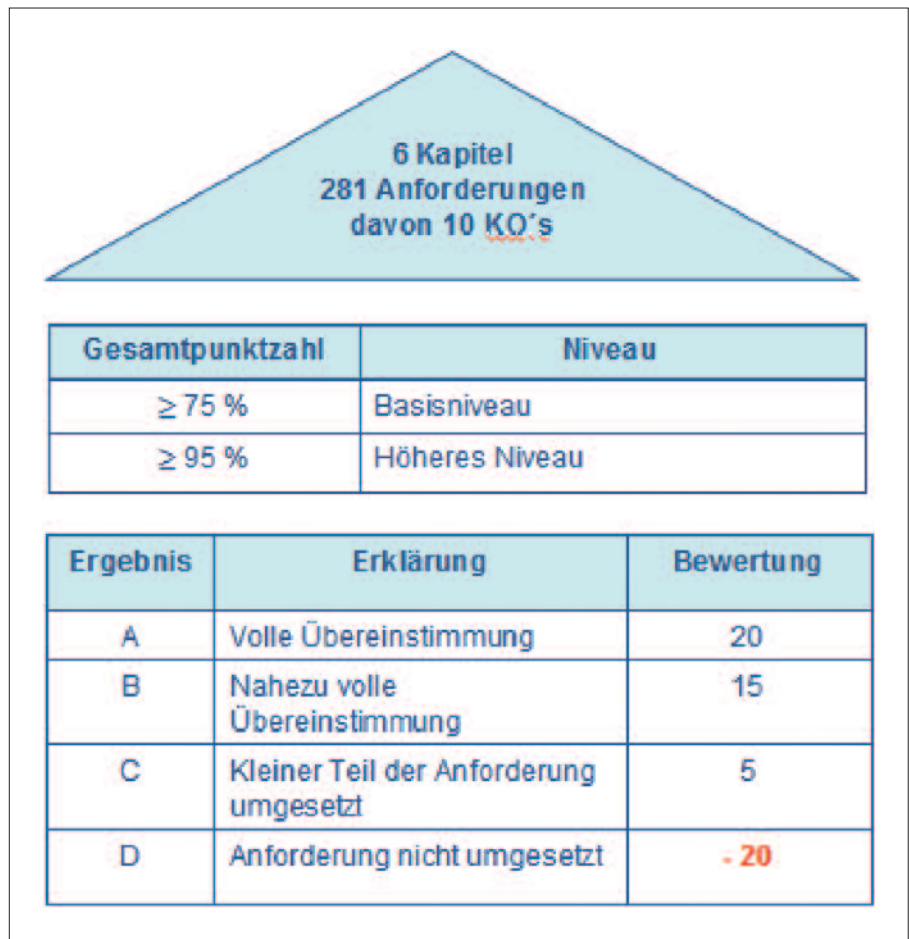 6 Kapitel
281 Anforderungen
davon 10 KO´s
Gesamtpunktzahl Niveau
≥ 75 % Basisniveau
≥ 95 % Höheres Niveau
Ergebnis Erklärung Bewertung
A Volle Übereinstimmung 20
B Nahezu volle 15
Übereinstimmung
C Kleiner Teil der Anforderung 5
umgesetzt
D Anforderung nicht umgesetzt - 20